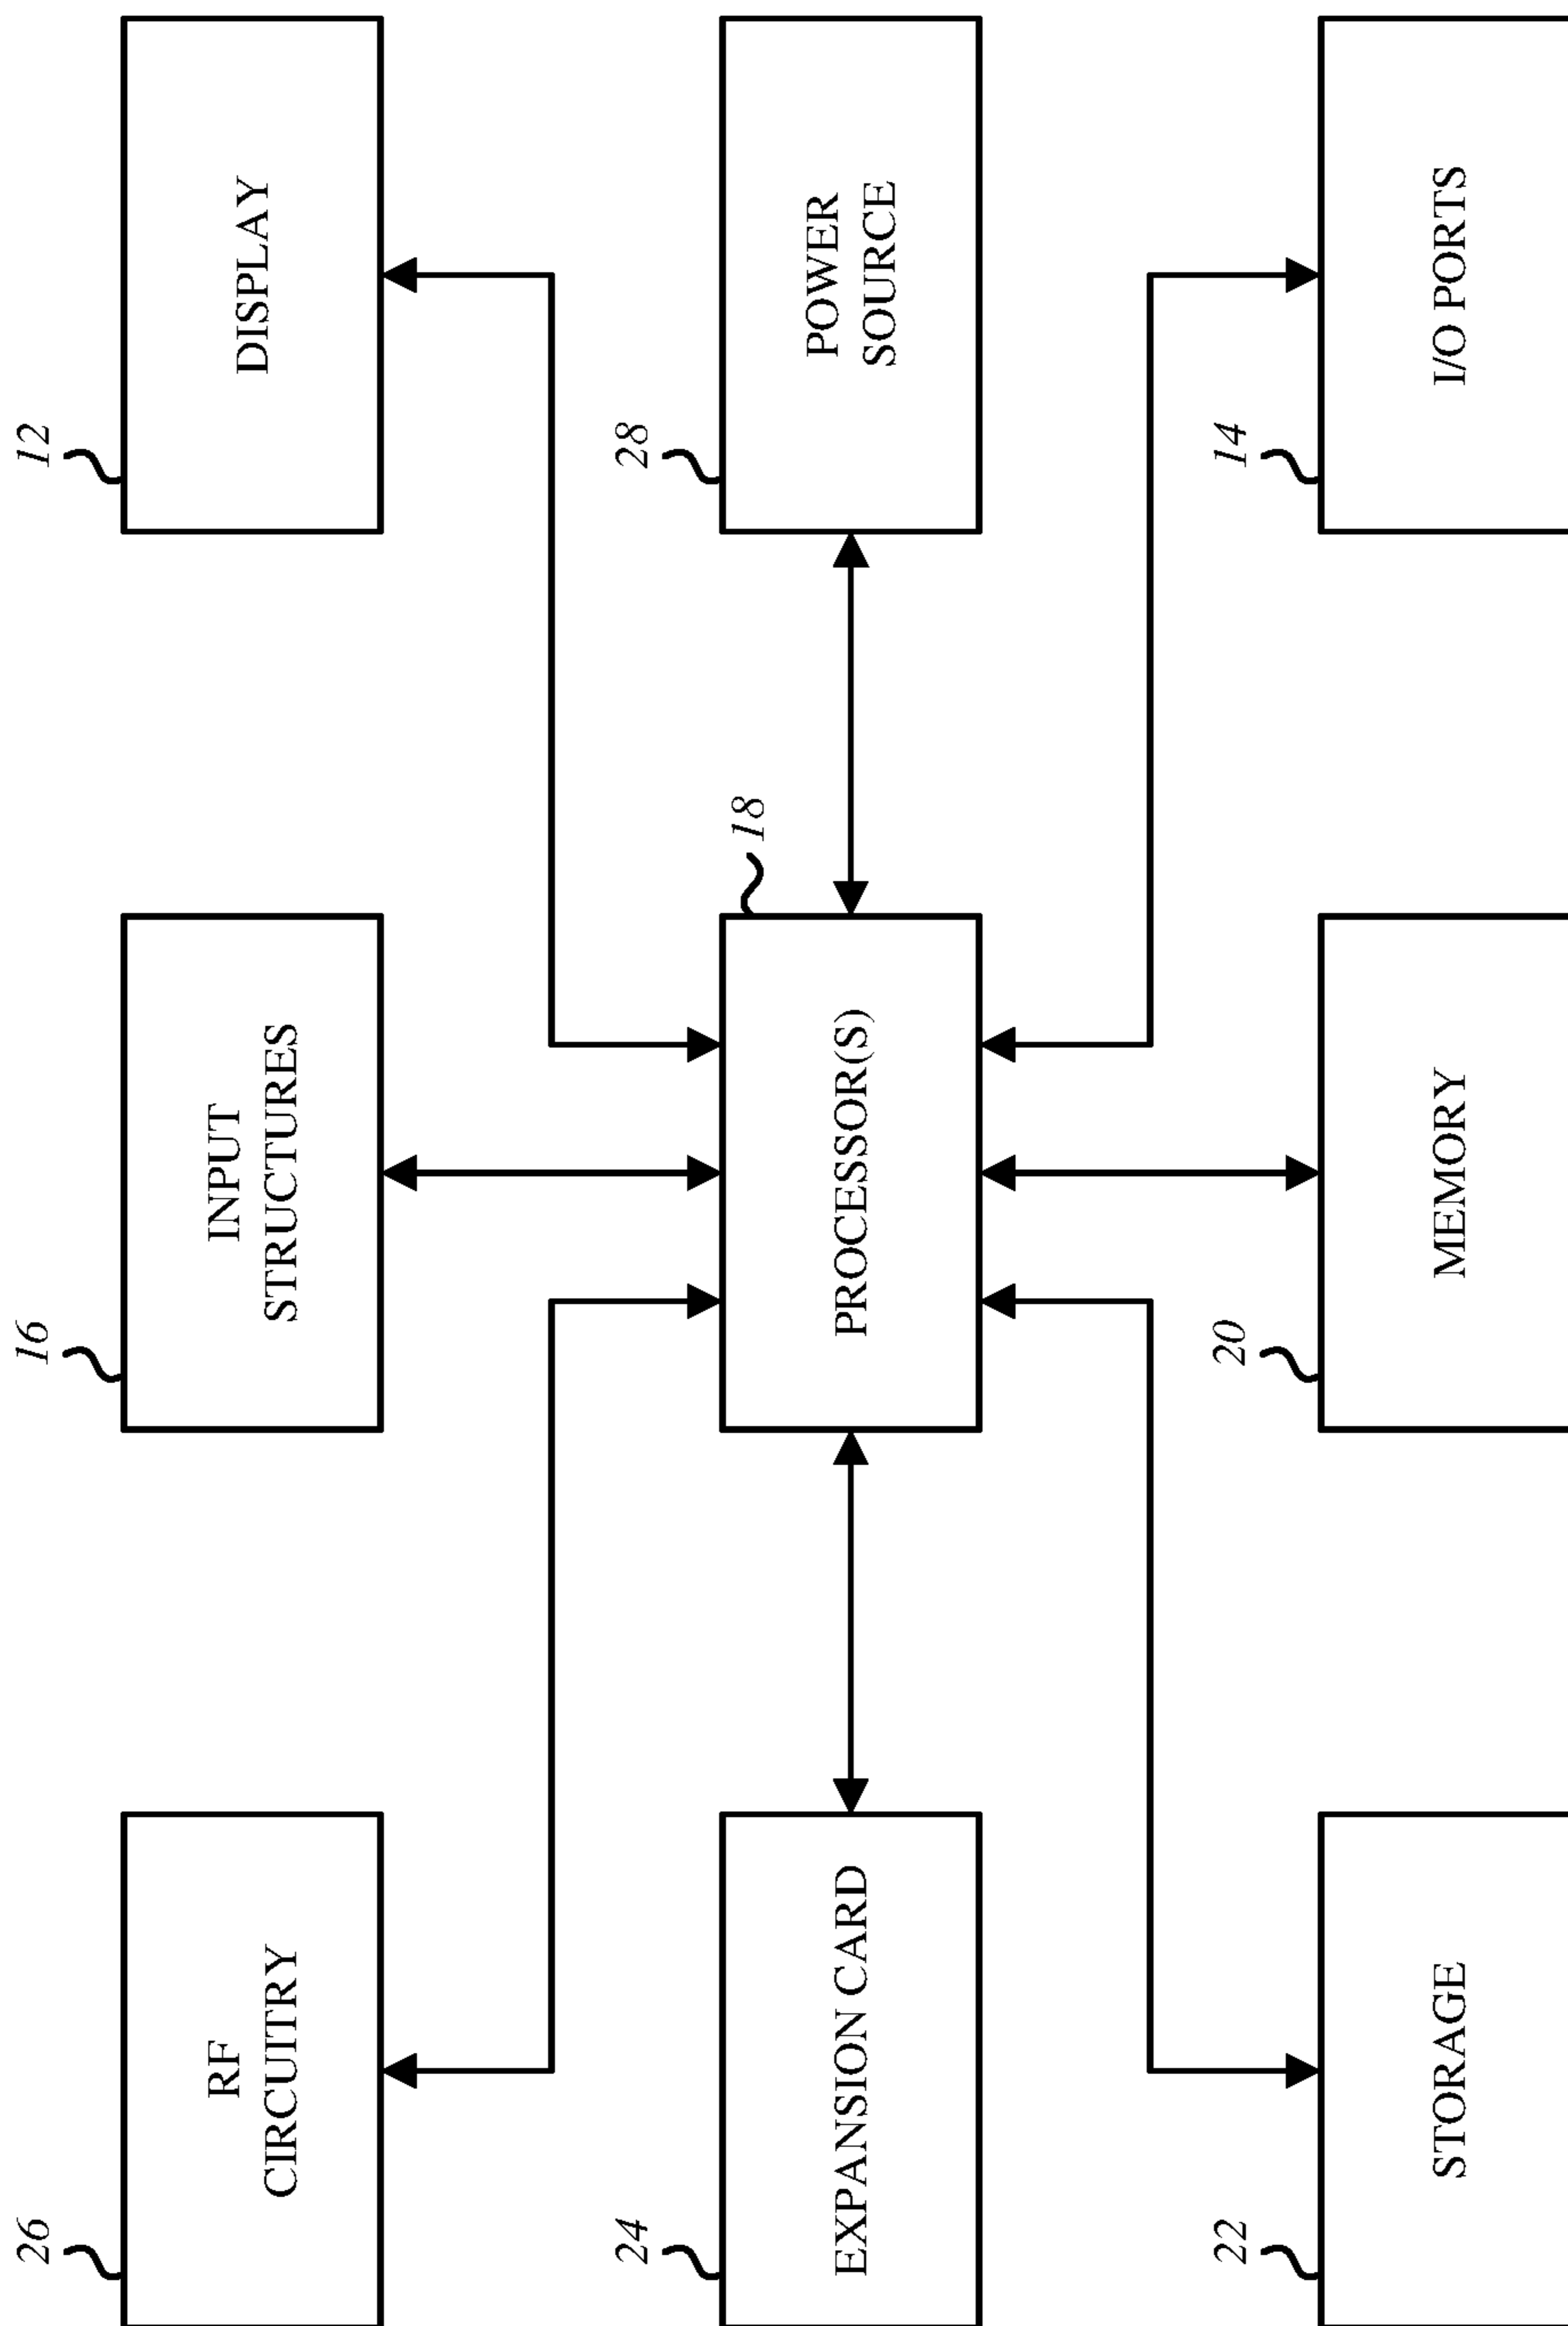 26
RF
CIRCUITRY
16
INPUT
STRUCTURES
12
DISPLAY
24
EXPANSION CARD
18
PROCESSOR(S)
28
POWER
SOURCE
22
STORAGE
20
MEMORY
14
I/O PORTS